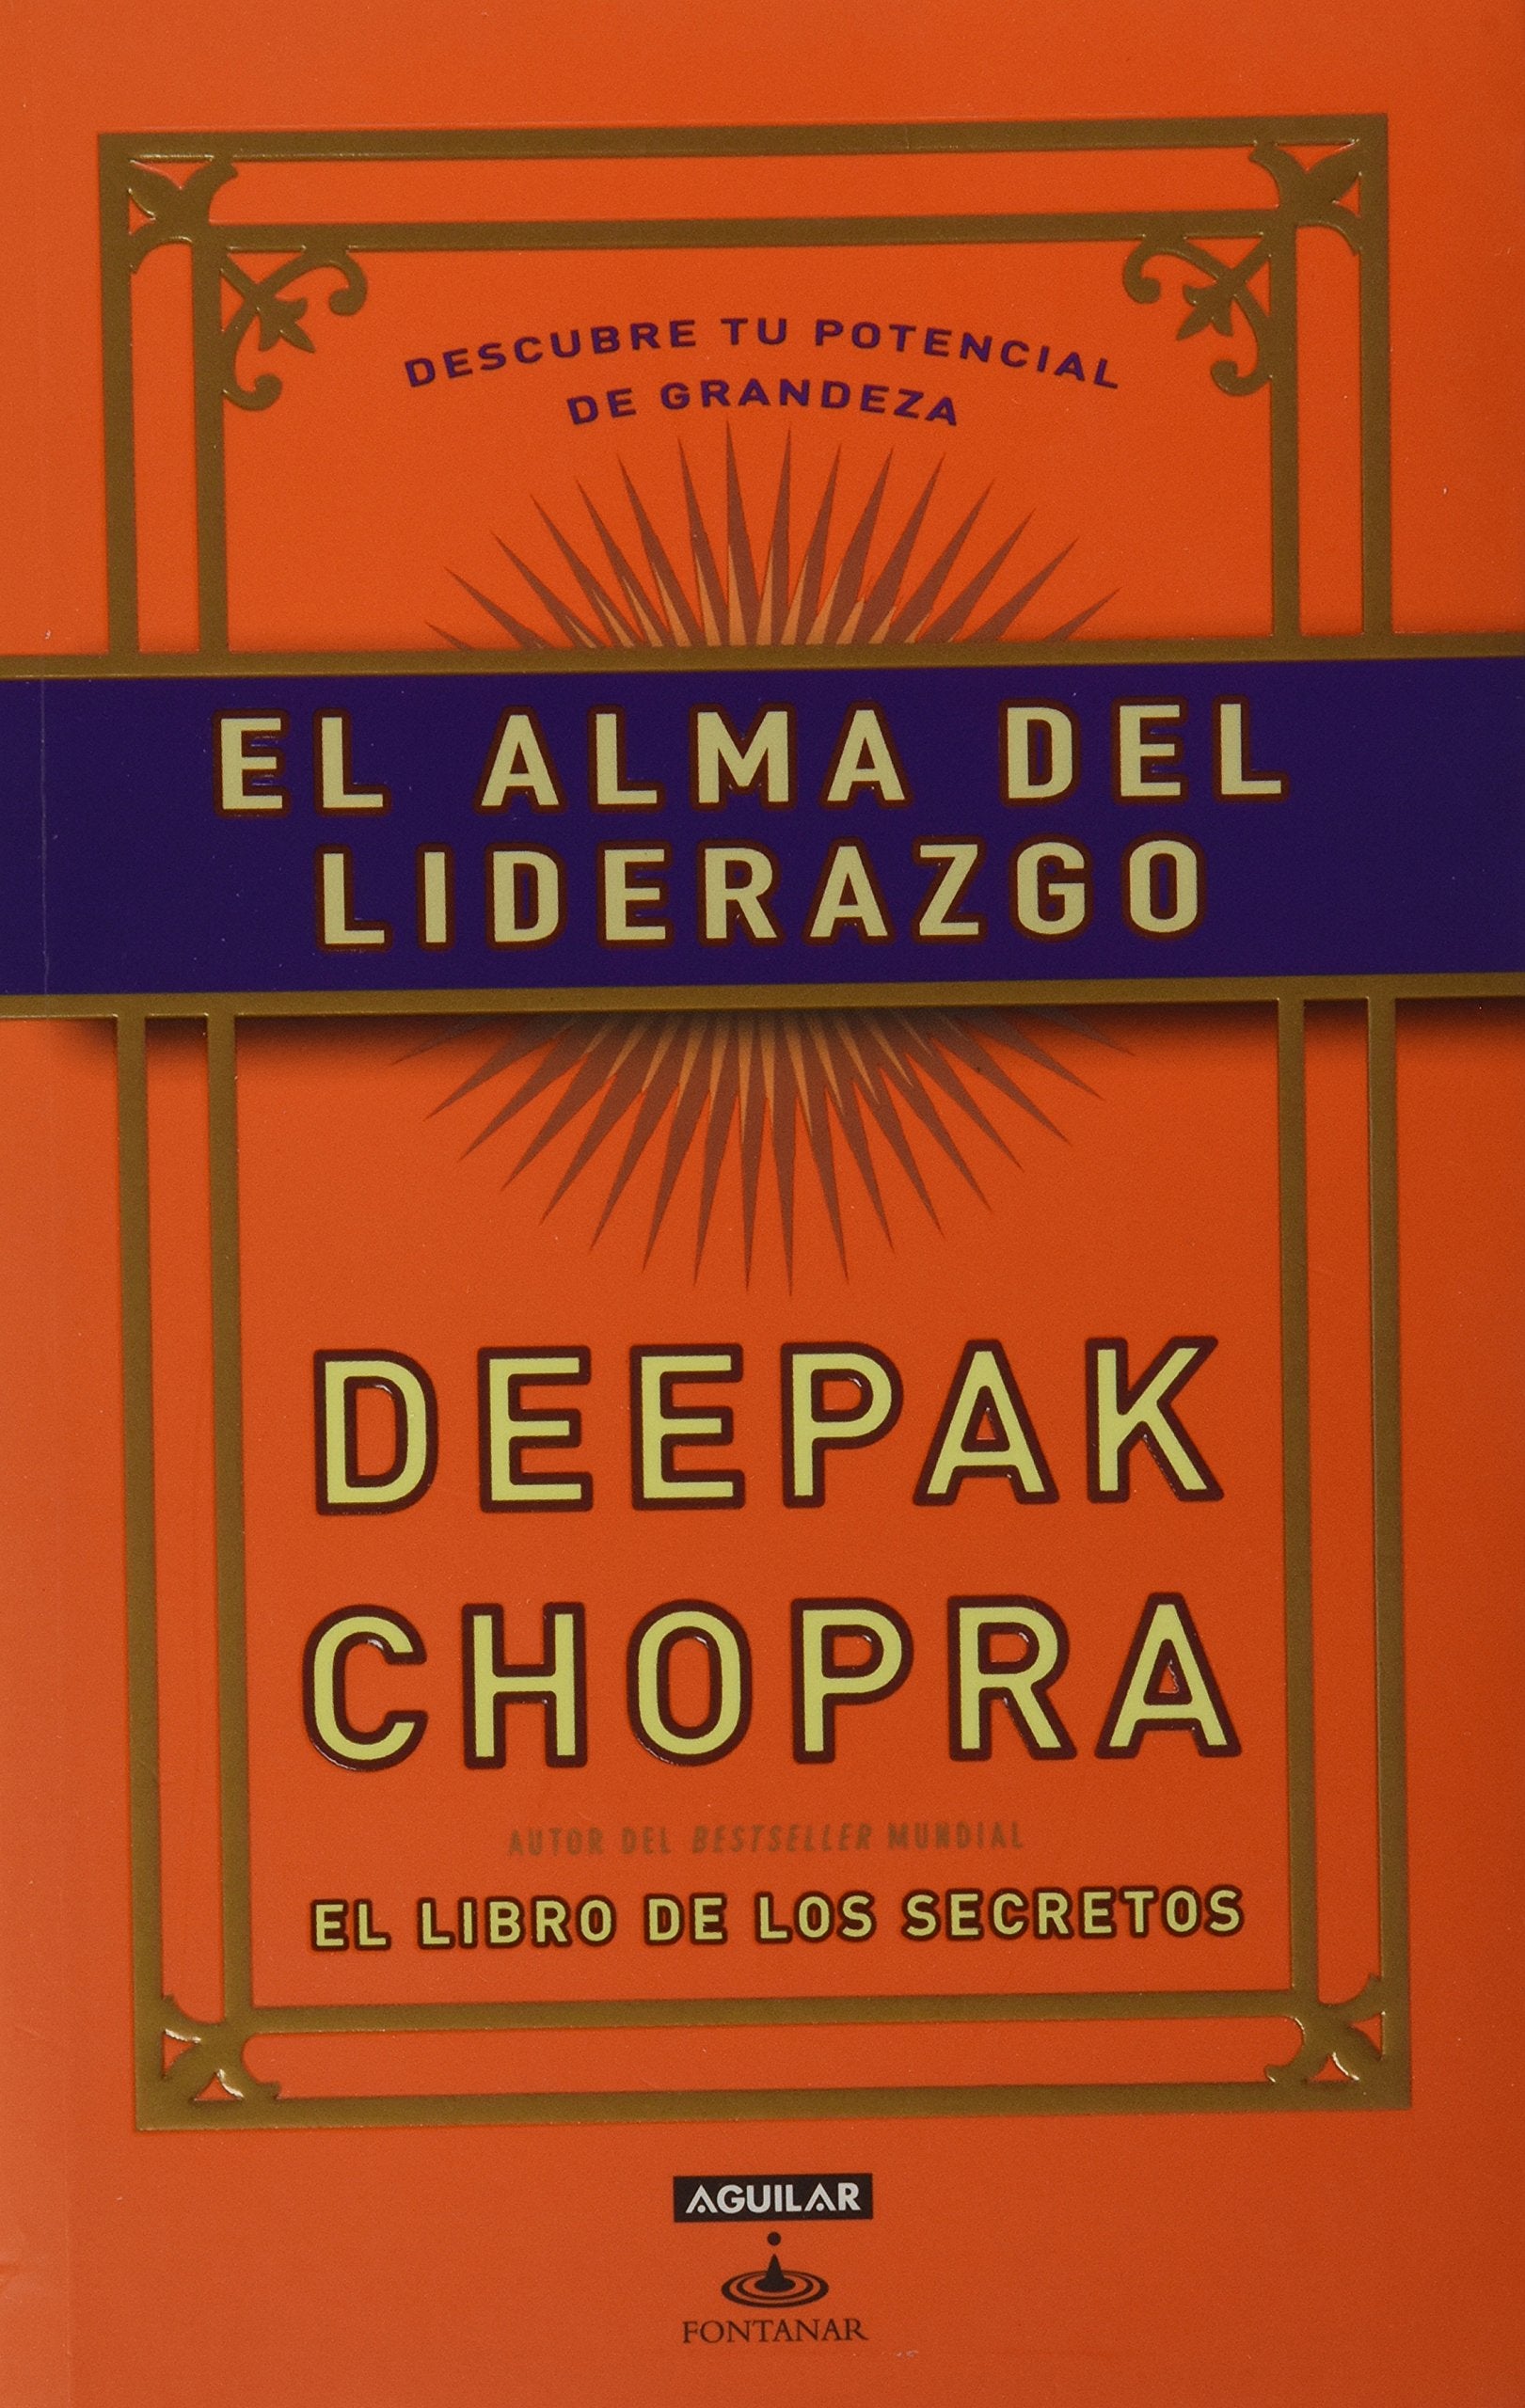 DESCUBRE TU POTENCIAL
DE GRANDEZA
EL ALMA DEL
LIDERAZGO
DEEPAK
CHOPRA
AUTOR DEL BESTSELLER MUNDIAL
EL LIBRO DE LOS SECRETOS
AGUILAR
FONTANAR